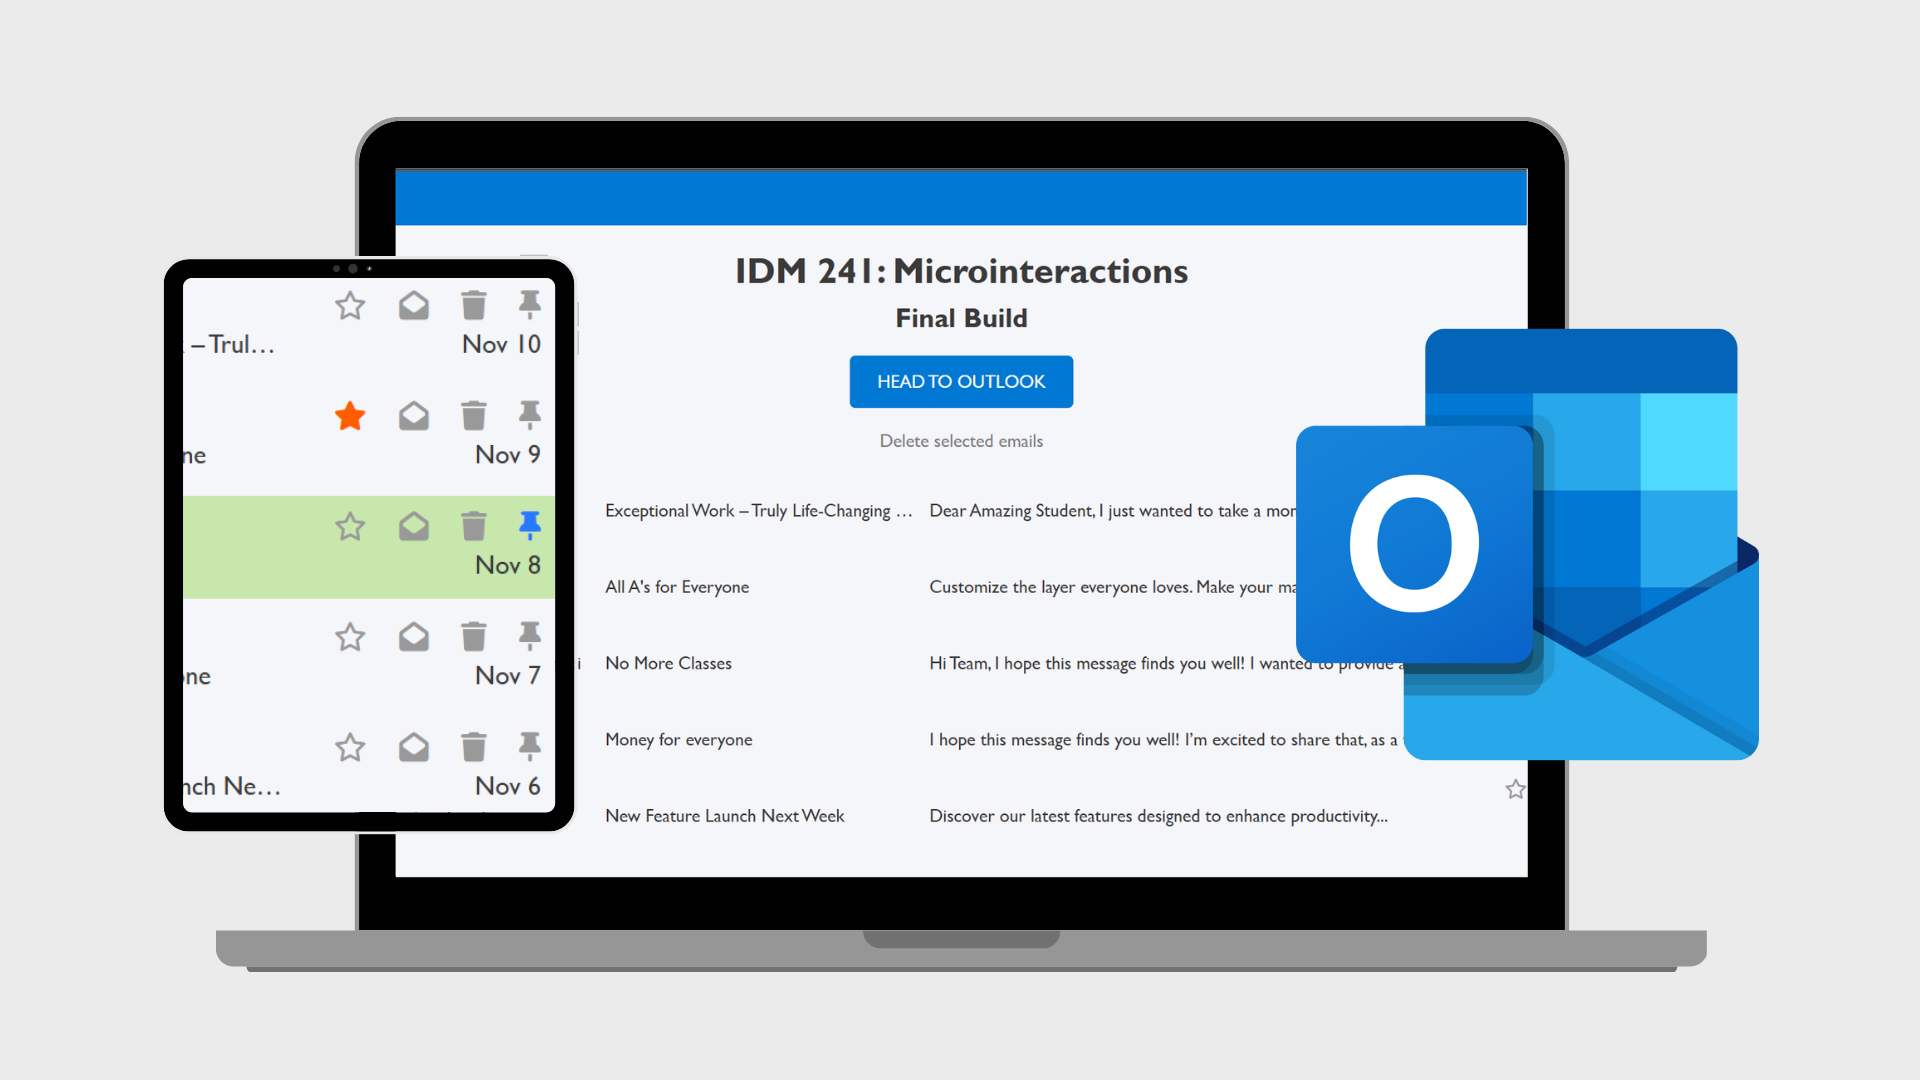 – Trul...
Nov 10
ne
Nov 9
Nov 8
one
Nov 7
nch Ne...
Nov 6
IDM 241: Microinteractions
Final Build
HEAD TO OUTLOOK
Delete selected emails
Exceptional Work – Truly Life-Changing ... Dear Amazing Student, I just wanted to take a mor
All A's for Everyone Customize the layer everyone loves. Make your ma
i No More Classes Hi Team, I hope this message finds you well! I wanted to provide a
Money for everyone I hope this message finds you well! I'm excited to share that, as a
New Feature Launch Next Week Discover our latest features designed to enhance productivity...
O